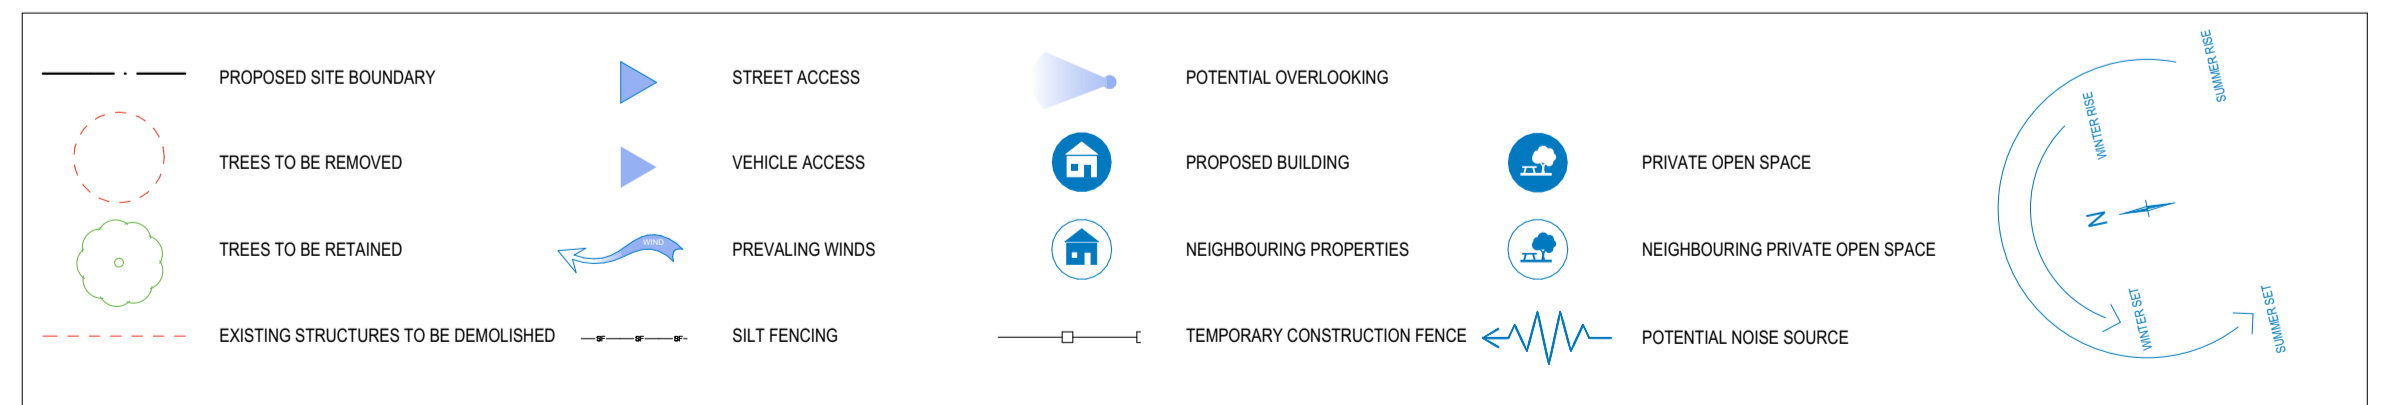 PROPOSED SITE BOUNDARY
TREES TO BE REMOVED
TREES TO BE RETAINED
EXISTING STRUCTURES TO BE DEMOLISHED
STREET ACCESS
VEHICLE ACCESS
WIND
PREVALING WINDS
SF SF SF
SILT FENCING
POTENTIAL OVERLOOKING
PROPOSED BUILDING
NEIGHBOURING PROPERTIES
TEMPORARY CONSTRUCTION FENCE
PRIVATE OPEN SPACE
NEIGHBOURING PRIVATE OPEN SPACE
POTENTIAL NOISE SOURCE
SUMMER RISE
WINTER RISE
N
WINTER SET
SUMMER SET